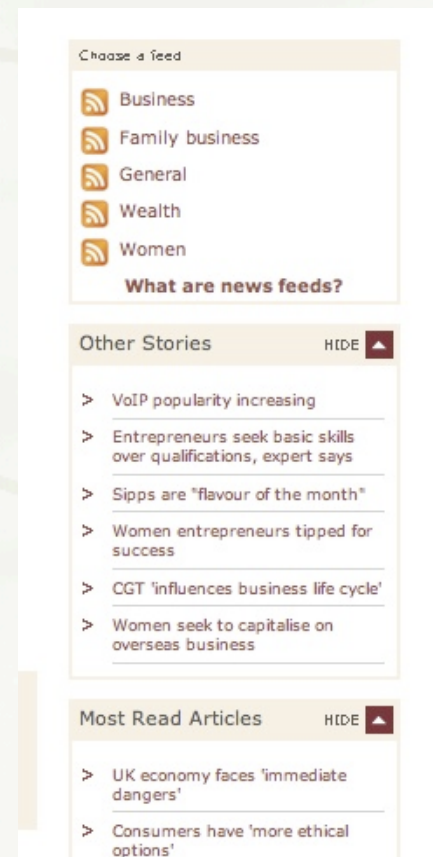 Choose a feed
Business
Family business
General
Wealth
Women
What are news feeds?
Other Stories
HIDE
> VoIP popularity increasing
> Entrepreneurs seek basic skills
over qualifications, expert says
> Sipps are "flavour of the month"
> Women entrepreneurs tipped for
success
> CGT 'influences business life cycle'
> Women seek to capitalise on
overseas business
Most Read Articles
HIDE
> UK economy faces 'immediate
dangers'
> Consumers have 'more ethical
options'